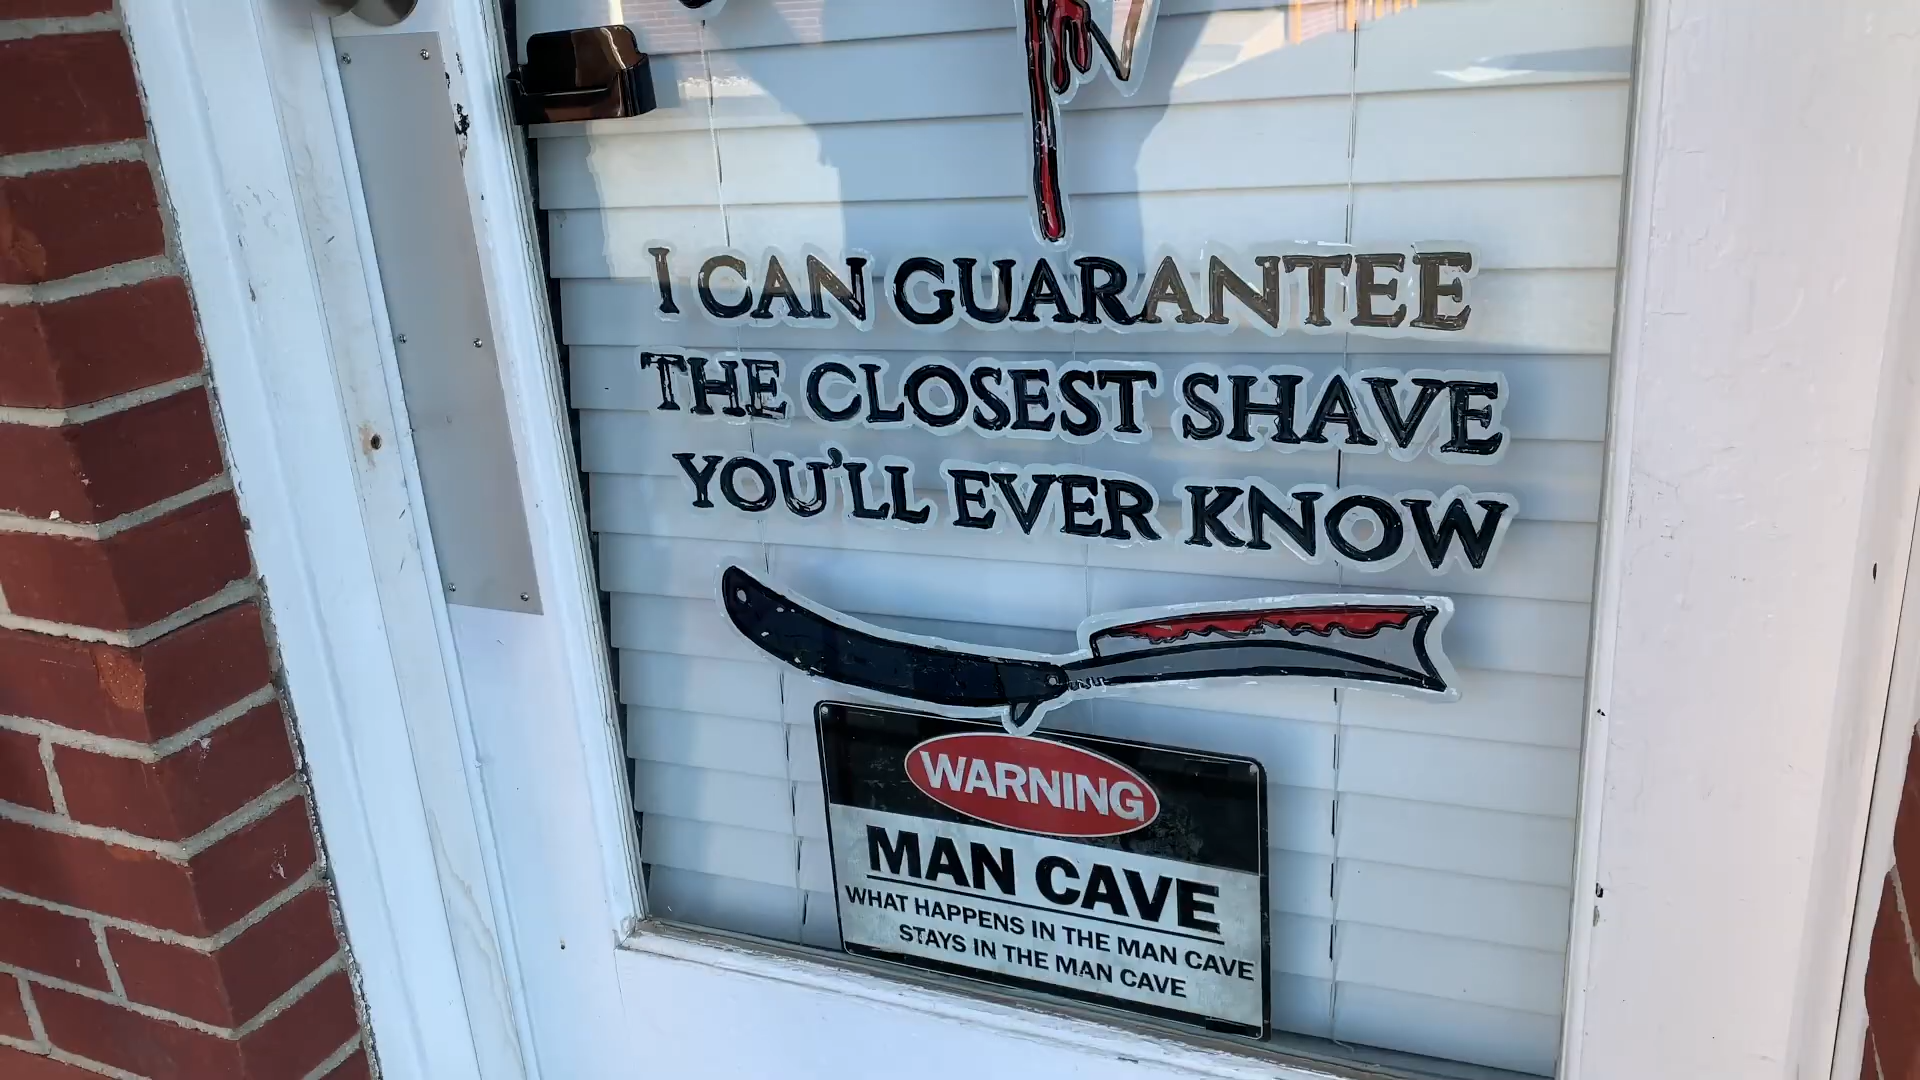 I CAN GUARANTEE
THE CLOSEST SHAVE
YOU'LL EVER KNOW
WARNING
MAN CAVE
WHAT HAPPENS IN THE MAN CAVE
STAYS IN THE MAN CAVE